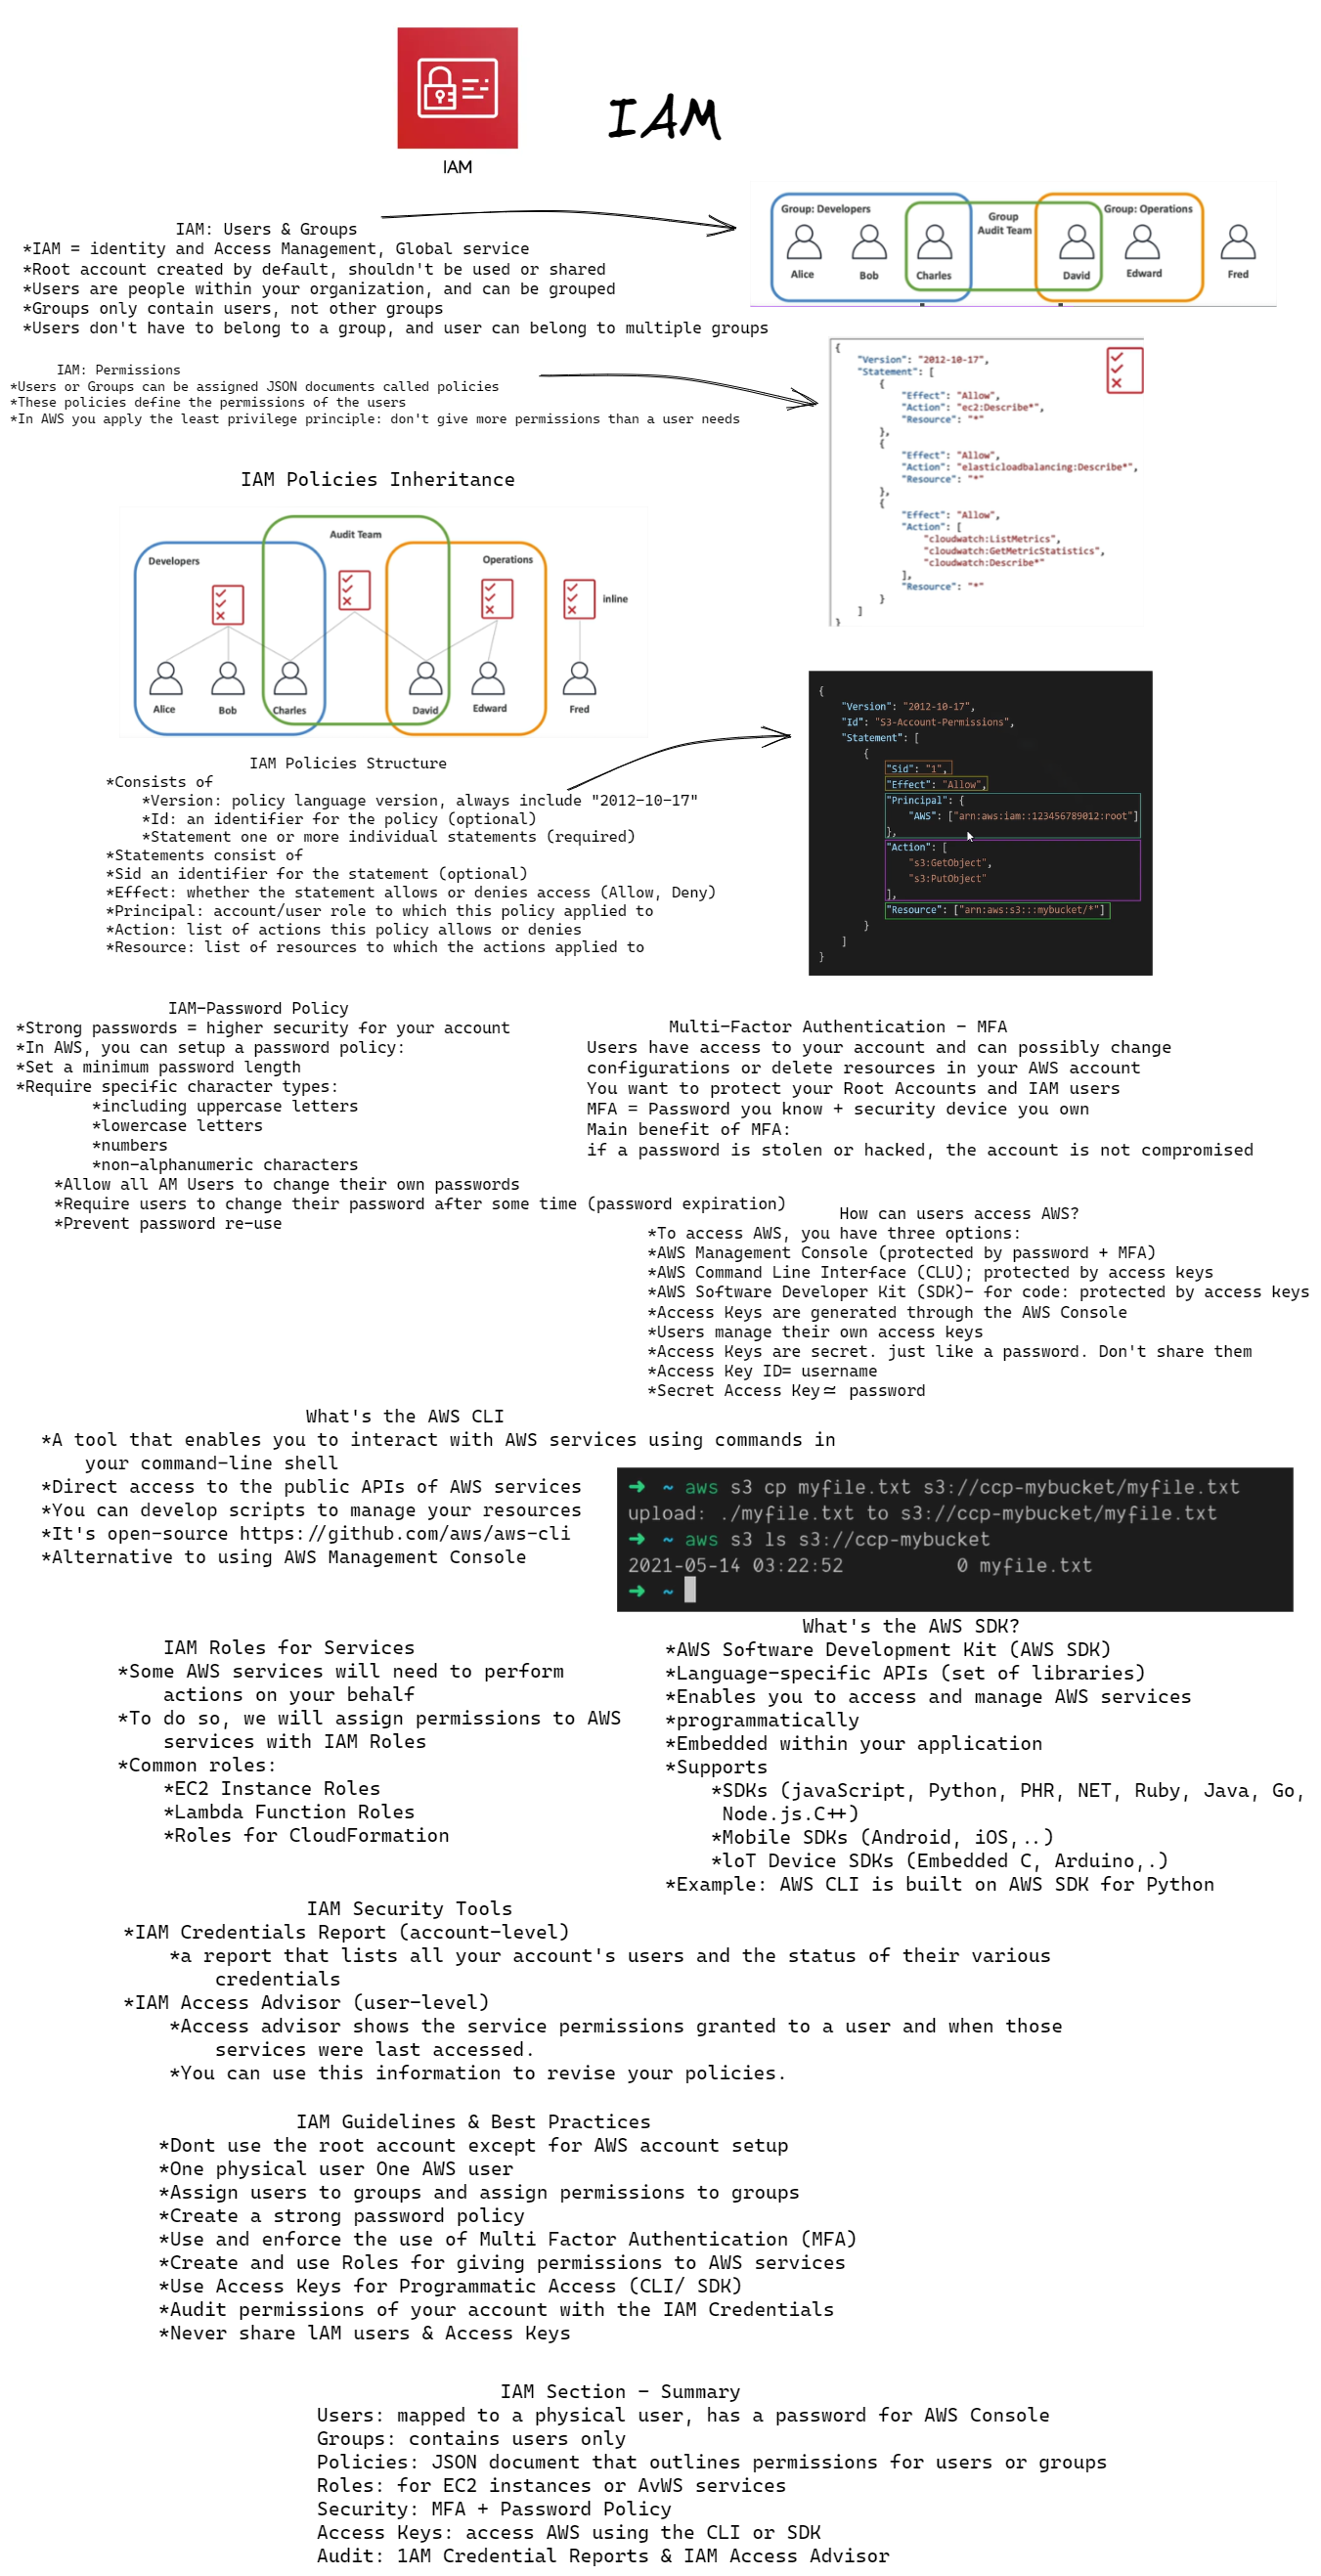 IAM
IAM
IAM: Users & Groups
*IAM = identity and Access Management, Global service
*Root account created by default, shouldn't be used or shared
*Users are people within your organization, and can be grouped
*Groups only contain users, not other groups
*Users don't have to belong to a group, and user can belong to multiple groups
Group: Developers
Group
Audit Team
Group: Operations
Alice
Bob
Charles
David
Edward
Fred
IAM: Permissions
*Users or Groups can be assigned JSON documents called policies
*These policies define the permissions of the users
*In AWS you apply the least privilege principle: don't give more permissions than a user needs
{
"Version": "2012-10-17",
"Statement": [
{
"Effect": "Allow",
"Action": "ec2:Describe*",
"Resource": "*"
},
{
"Effect": "Allow",
"Action": "elasticloadbalancing:Describe*",
"Resource": "*"
},
{
"Effect": "Allow",
"Action": [
"cloudwatch:ListMetrics",
"cloudwatch:GetMetricStatistics",
"cloudwatch:Describe*"
],
"Resource": "*"
}
]
}
IAM Policies Inheritance
Audit Team
Developers
Operations
inline
Alice
Bob
Charles
David
Edward
Fred
IAM Policies Structure
*Consists of
*Version: policy language version, always include "2012-10-17"
*Id: an identifier for the policy (optional)
*Statement one or more individual statements (required)
*Statements consist of
*Sid an identifier for the statement (optional)
*Effect: whether the statement allows or denies access (Allow, Deny)
*Principal: account/user role to which this policy applied to
*Action: list of actions this policy allows or denies
*Resource: list of resources to which the actions applied to
{
"Version": "2012-10-17",
"Id": "S3-Account-Permissions",
"Statement": [
{
"Sid": "1",
"Effect": "Allow",
"Principal": {
"AWS": ["arn:aws:iam::123456789012:root"]
},
"Action": [
"s3:GetObject",
"s3:PutObject"
],
"Resource": ["arn:aws:s3:::mybucket/*"]
}
]
}
IAM-Password Policy
*Strong passwords = higher security for your account
*In AWS, you can setup a password policy:
*Set a minimum password length
*Require specific character types:
*including uppercase letters
*lowercase letters
*numbers
*non-alphanumeric characters
*Allow all AM Users to change their own passwords
*Require users to change their password after some time (password expiration)
*Prevent password re-use
Multi-Factor Authentication - MFA
Users have access to your account and can possibly change
configurations or delete resources in your AWS account
You want to protect your Root Accounts and IAM users
MFA = Password you know + security device you own
Main benefit of MFA:
if a password is stolen or hacked, the account is not compromised
How can users access AWS?
*To access AWS, you have three options:
*AWS Management Console (protected by password + MFA)
*AWS Command Line Interface (CLU); protected by access keys
*AWS Software Developer Kit (SDK)- for code: protected by access keys
*Access Keys are generated through the AWS Console
*Users manage their own access keys
*Access Keys are secret. just like a password. Don't share them
*Access Key ID= username
*Secret Access Key≃ password
What's the AWS CLI
*A tool that enables you to interact with AWS services using commands in
your command-line shell
*Direct access to the public APIs of AWS services
*You can develop scripts to manage your resources
*It's open-source https://github.com/aws/aws-cli
*Alternative to using AWS Management Console
➜ ~ aws s3 cp myfile.txt s3://ccp-mybucket/myfile.txt
upload: ./myfile.txt to s3://ccp-mybucket/myfile.txt
➜ ~ aws s3 ls s3://ccp-mybucket
2021-05-14 03:22:52 0 myfile.txt
➜ ~
IAM Roles for Services
*Some AWS services will need to perform
actions on your behalf
*To do so, we will assign permissions to AWS
services with IAM Roles
*Common roles:
*EC2 Instance Roles
*Lambda Function Roles
*Roles for CloudFormation
What's the AWS SDK?
*AWS Software Development Kit (AWS SDK)
*Language-specific APIs (set of libraries)
*Enables you to access and manage AWS services
*programmatically
*Embedded within your application
*Supports
*SDKs (javaScript, Python, PHR, NET, Ruby, Java, Go,
Node.js.C++)
*Mobile SDKs (Android, iOS,..)
*loT Device SDKs (Embedded C, Arduino,.)
*Example: AWS CLI is built on AWS SDK for Python
IAM Security Tools
*IAM Credentials Report (account-level)
*a report that lists all your account's users and the status of their various
credentials
*IAM Access Advisor (user-level)
*Access advisor shows the service permissions granted to a user and when those
services were last accessed.
*You can use this information to revise your policies.
IAM Guidelines & Best Practices
*Dont use the root account except for AWS account setup
*One physical user One AWS user
*Assign users to groups and assign permissions to groups
*Create a strong password policy
*Use and enforce the use of Multi Factor Authentication (MFA)
*Create and use Roles for giving permissions to AWS services
*Use Access Keys for Programmatic Access (CLI/ SDK)
*Audit permissions of your account with the IAM Credentials
*Never share lAM users & Access Keys
IAM Section - Summary
Users: mapped to a physical user, has a password for AWS Console
Groups: contains users only
Policies: JSON document that outlines permissions for users or groups
Roles: for EC2 instances or AvWS services
Security: MFA + Password Policy
Access Keys: access AWS using the CLI or SDK
Audit: 1AM Credential Reports & IAM Access Advisor